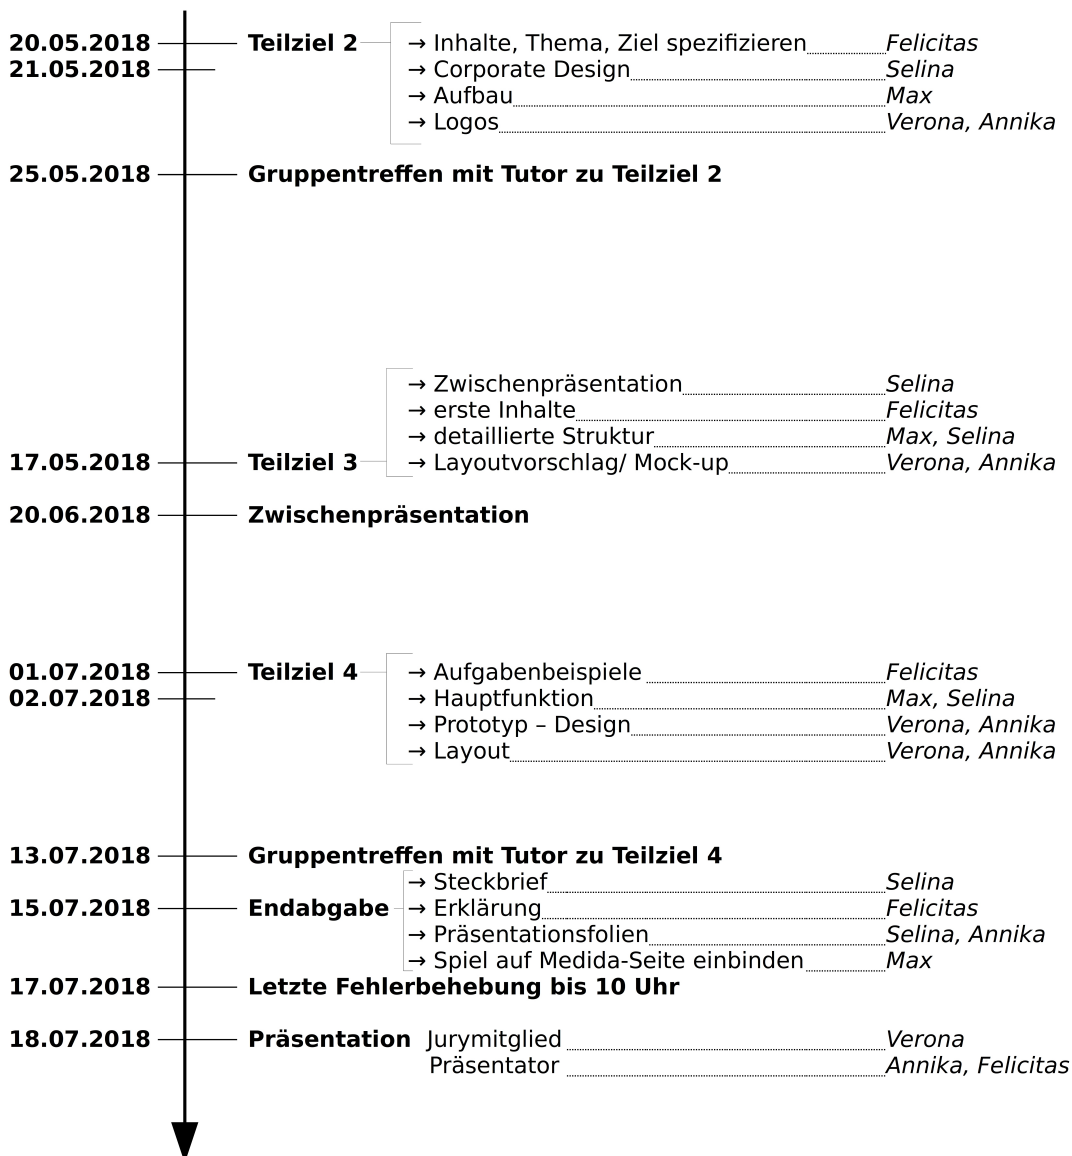 20.05.2018 Teilziel 2 → Inhalte, Thema, Ziel spezifizieren Felicitas
21.05.2018 → Corporate Design Selina
→ Aufbau Max
→ Logos Verona, Annika
25.05.2018 Gruppentreffen mit Tutor zu Teilziel 2
→ Zwischenpräsentation Selina
→ erste Inhalte Felicitas
→ detaillierte Struktur Max, Selina
17.05.2018 Teilziel 3 → Layoutvorschlag/ Mock-up Verona, Annika
20.06.2018 Zwischenpräsentation
01.07.2018 Teilziel 4 → Aufgabenbeispiele Felicitas
02.07.2018 → Hauptfunktion Max, Selina
→ Prototyp – Design Verona, Annika
→ Layout Verona, Annika
13.07.2018 Gruppentreffen mit Tutor zu Teilziel 4
→ Steckbrief Selina
15.07.2018 Endabgabe → Erklärung Felicitas
→ Präsentationsfolien Selina, Annika
→ Spiel auf Medida-Seite einbinden Max
17.07.2018 Letzte Fehlerbehebung bis 10 Uhr
18.07.2018 Präsentation Jurymitglied Verona
Präsentator Annika, Felicitas